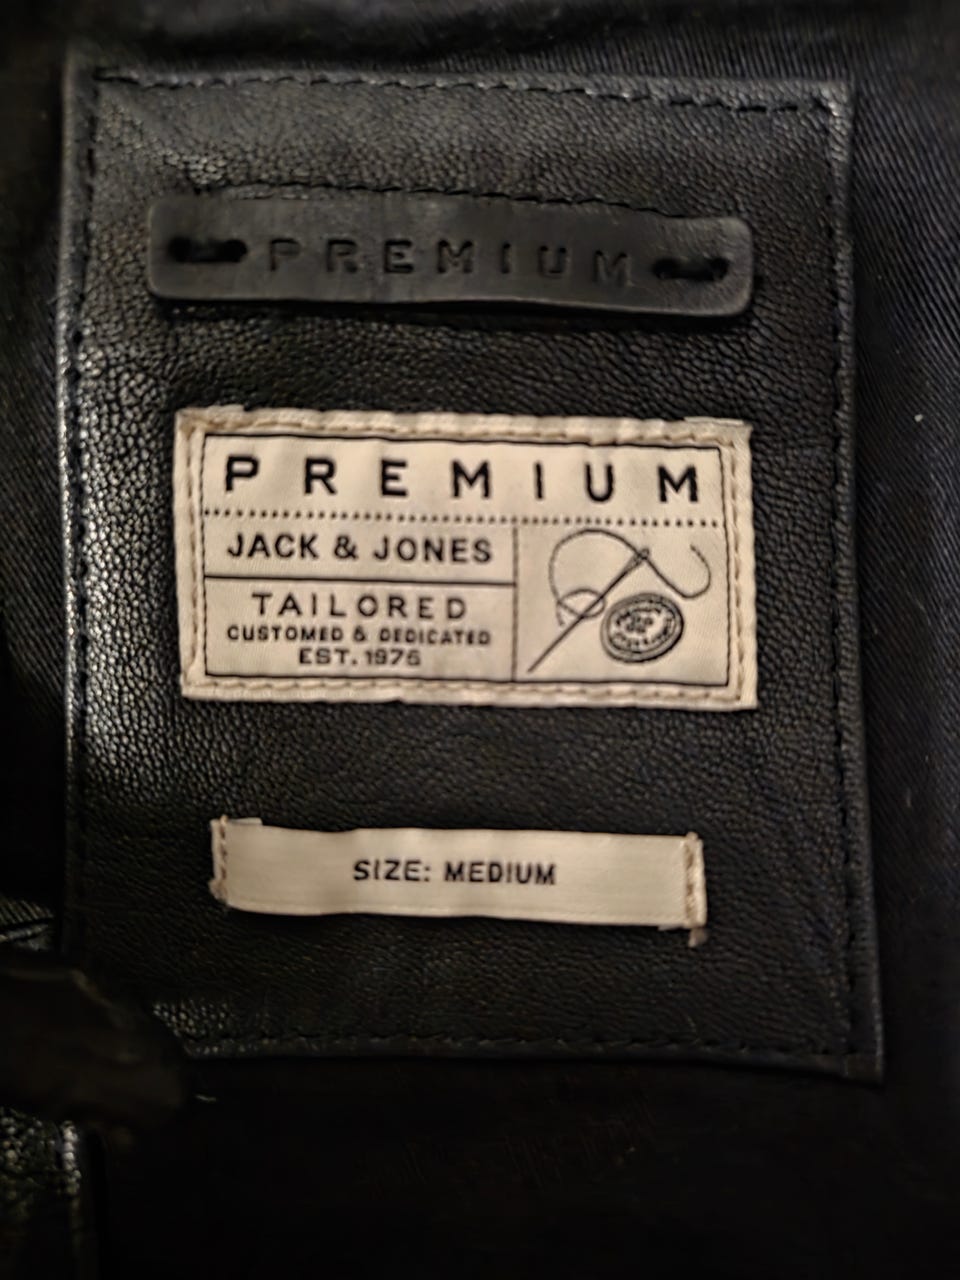 PREMIUM
PREMIUM
JACK & JONES
TAILORED
CUSTOMED & DEDICATED
EST. 1975
SIZE: MEDIUM